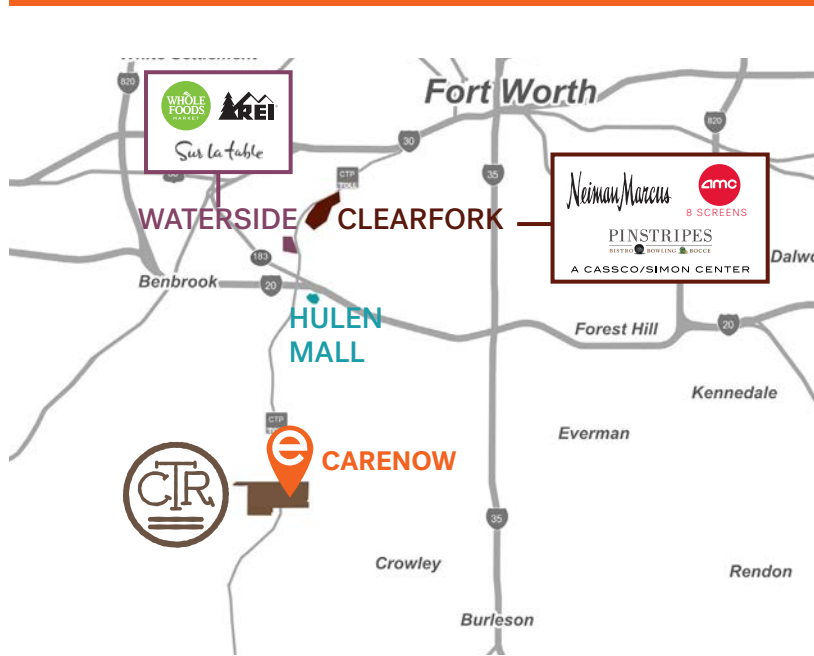 820
Fort Worth
WHOLE
FOODS
MARKET
REI
Sur la table
30
820
CTP
TOLL
35
Neiman Marcus
amc
8 SCREENS
WATERSIDE
CLEARFORK
PINSTRIPES
BISTRO BOWLING BOCCE
A CASSCO/SIMON CENTER
183
Dalwo
Benbrook
20
HULEN
MALL
Forest Hill
20
Kennedale
CTP
Everman
e
CARENOW
CTR
35
Crowley
Rendon
Burleson